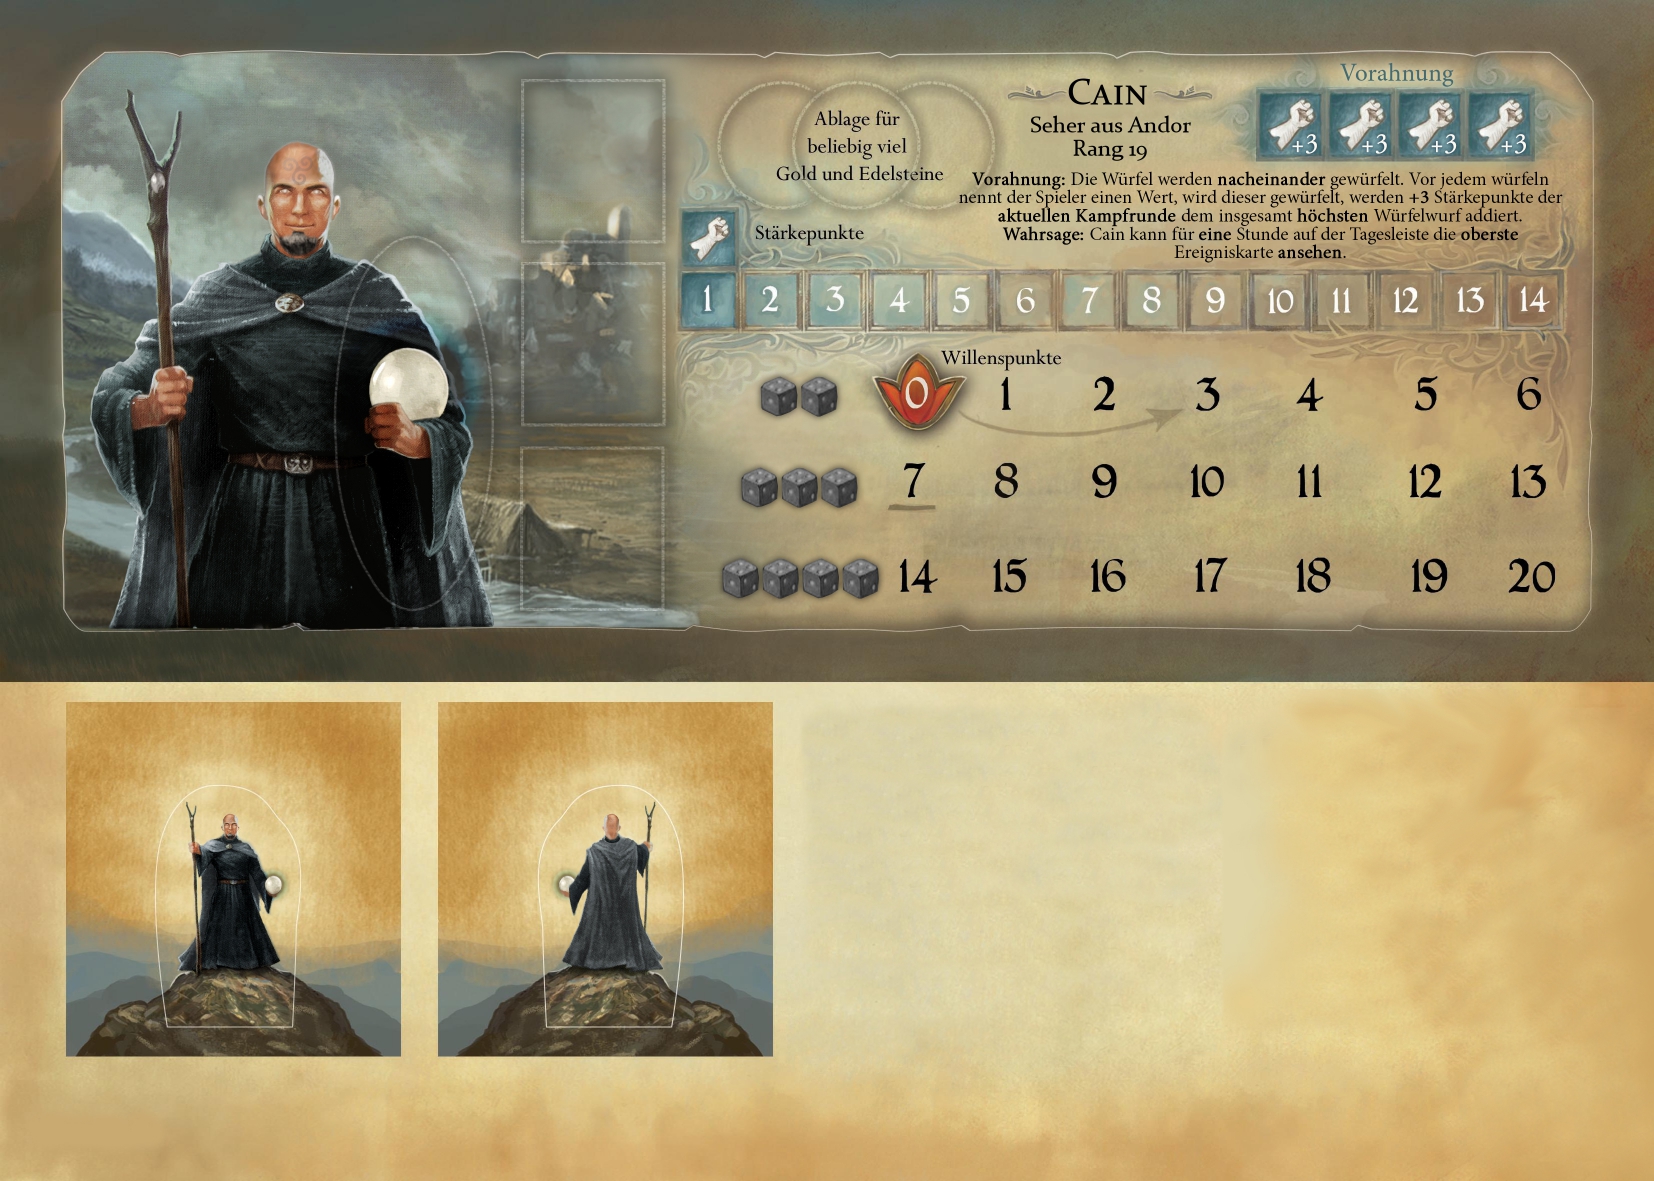 Vorahnung
+3 +3 +3 +3
Cain
Seher aus Andor
Rang 19
Ablage für
beliebig viel
Gold und Edelsteine
Vorahnung: Die Würfel werden nacheinander gewürfelt. Vor jedem würfeln
nennt der Spieler einen Wert, wird dieser gewürfelt, werden +3 Stärkepunkte der
aktuellen Kampfrunde dem insgesamt höchsten Würfelwurf addiert.
Wahrsage: Cain kann für eine Stunde auf der Tagesleiste die oberste
Ereigniskarte ansehen.
Stärkepunkte
1 2 3 4 5 6 7 8 9 10 11 12 13 14
Willenspunkte
0 1 2 3 4 5 6
7 8 9 10 11 12 13
14 15 16 17 18 19 20